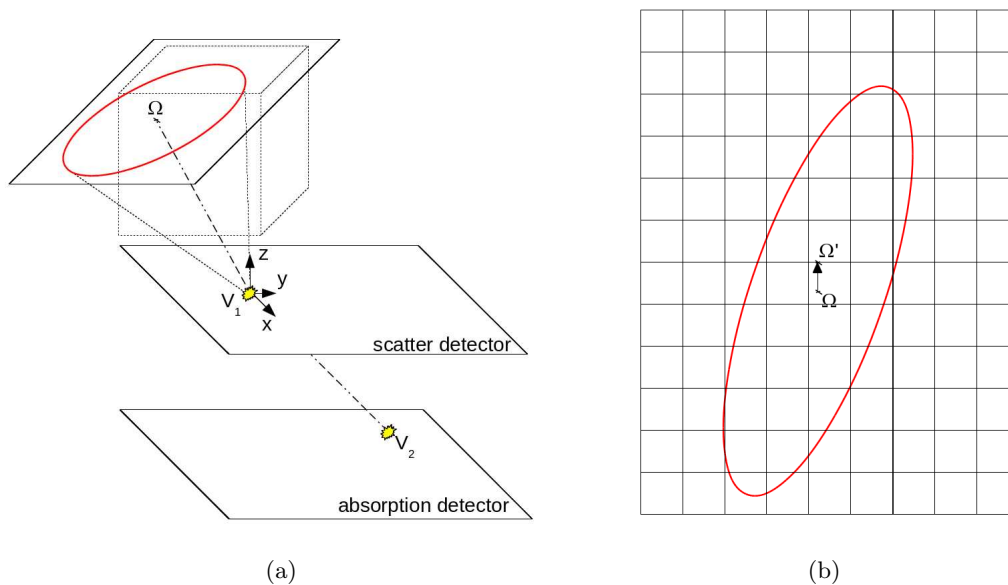 Ω
z
y
V1
x
scatter detector
V2
absorption detector
(a)
Ω'
Ω
(b)